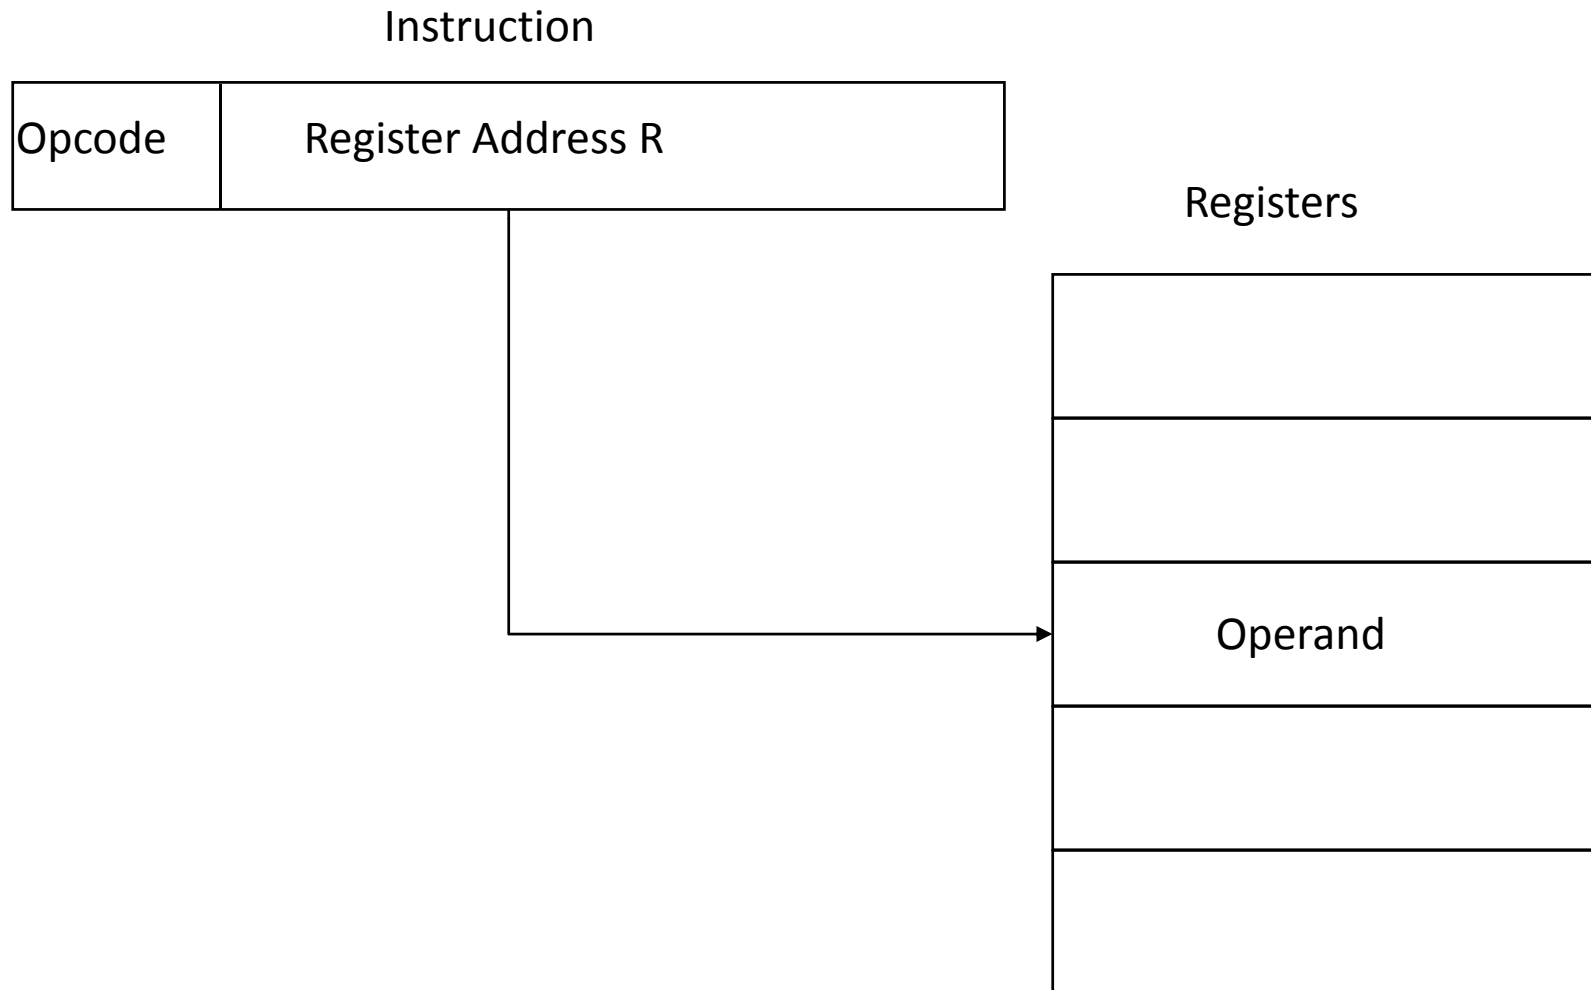 Instruction
Opcode
Register Address R
Registers
Operand